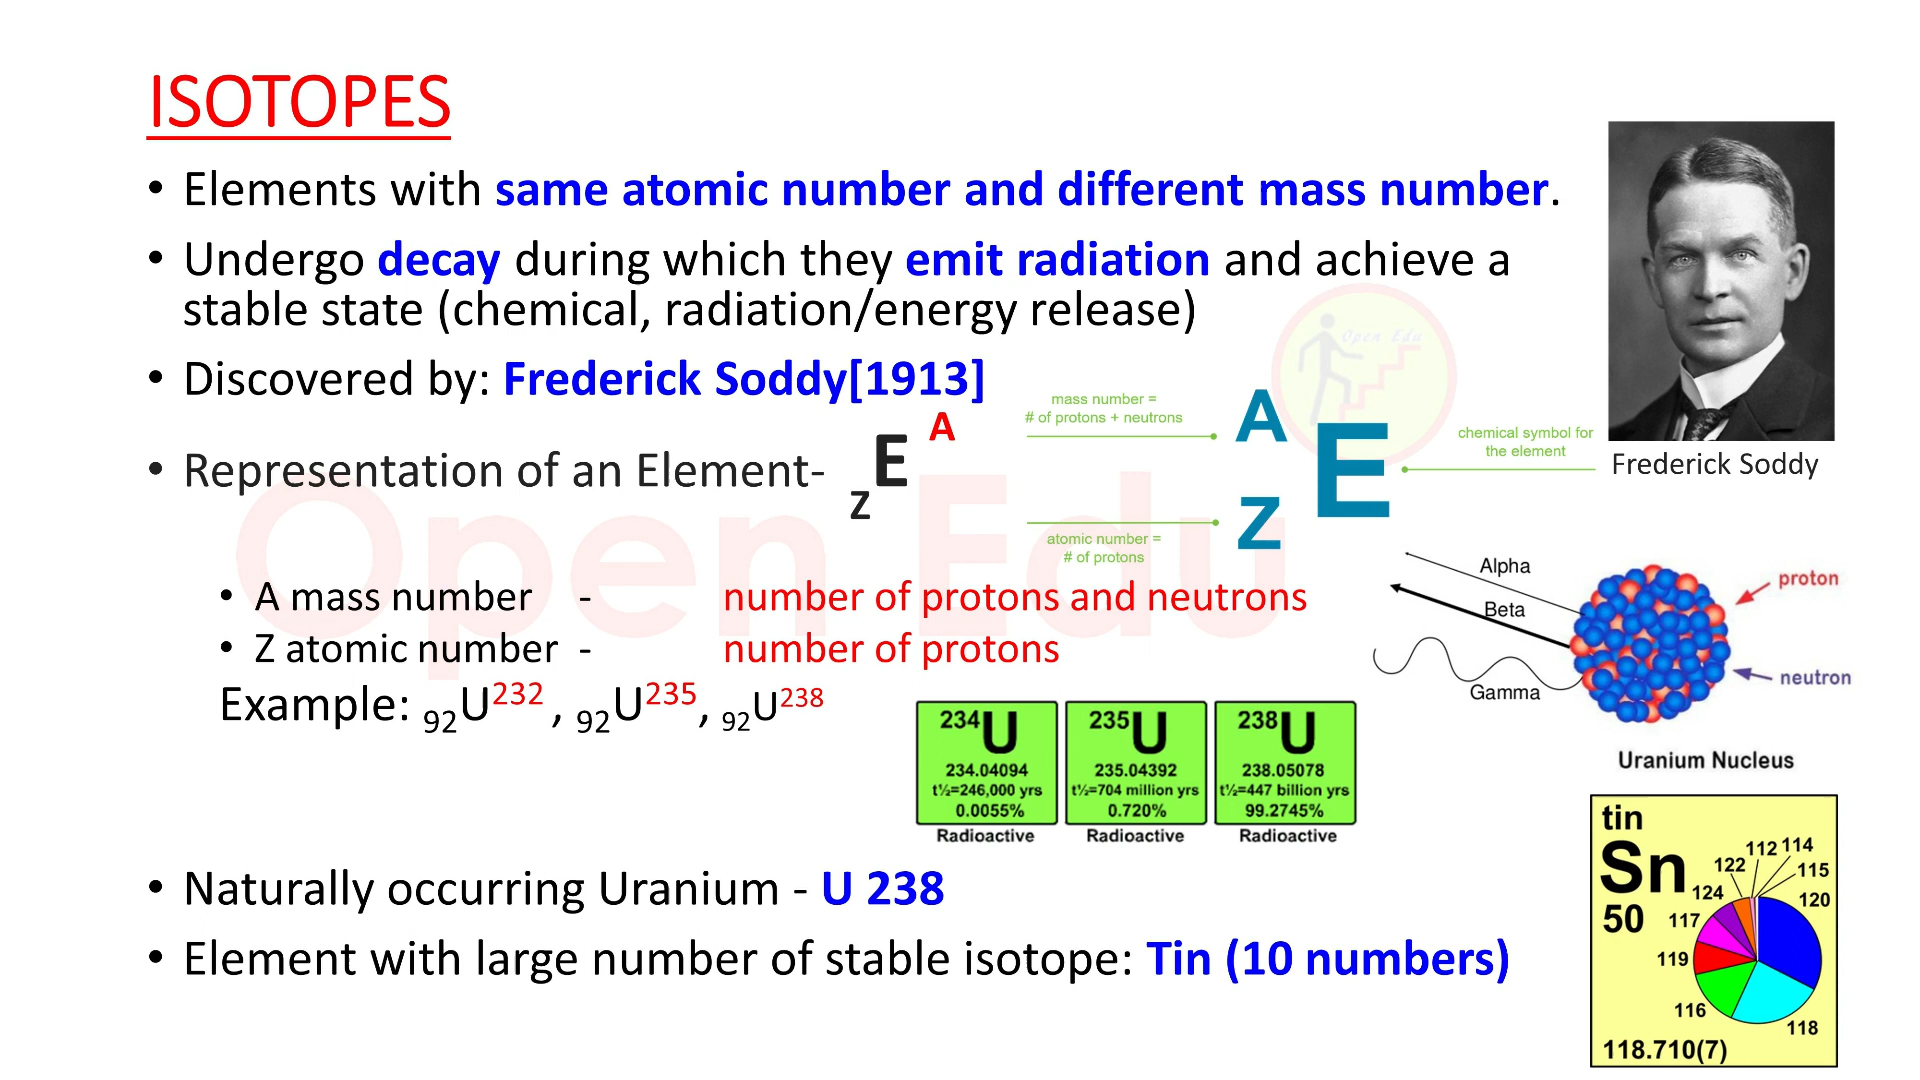 ISOTOPES
• Elements with same atomic number and different mass number.
• Undergo decay during which they emit radiation and achieve a
stable state (chemical, radiation/energy release)
• Discovered by: Frederick Soddy[1913]
Open Edu
• Representation of an Element- ZE^A
mass number =
# of protons + neutrons
A
E
Z
chemical symbol for
the element
atomic number =
# of protons
Frederick Soddy
Open Edu
• A mass number - number of protons and neutrons
• Z atomic number - number of protons
Example: ₉₂U²³² , ₉₂U²³⁵, ₉₂U²³⁸
Alpha
Beta
Gamma
proton
neutron
Uranium Nucleus
²³⁴U
234.04094
t½=246,000 yrs
0.0055%
Radioactive
²³⁵U
235.04392
t½=704 million yrs
0.720%
Radioactive
²³⁸U
238.05078
t½=447 billion yrs
99.2745%
Radioactive
• Naturally occurring Uranium - U 238
• Element with large number of stable isotope: Tin (10 numbers)
tin
Sn
50
112 114
122 115
124 120
117
119
116
118
118.710(7)